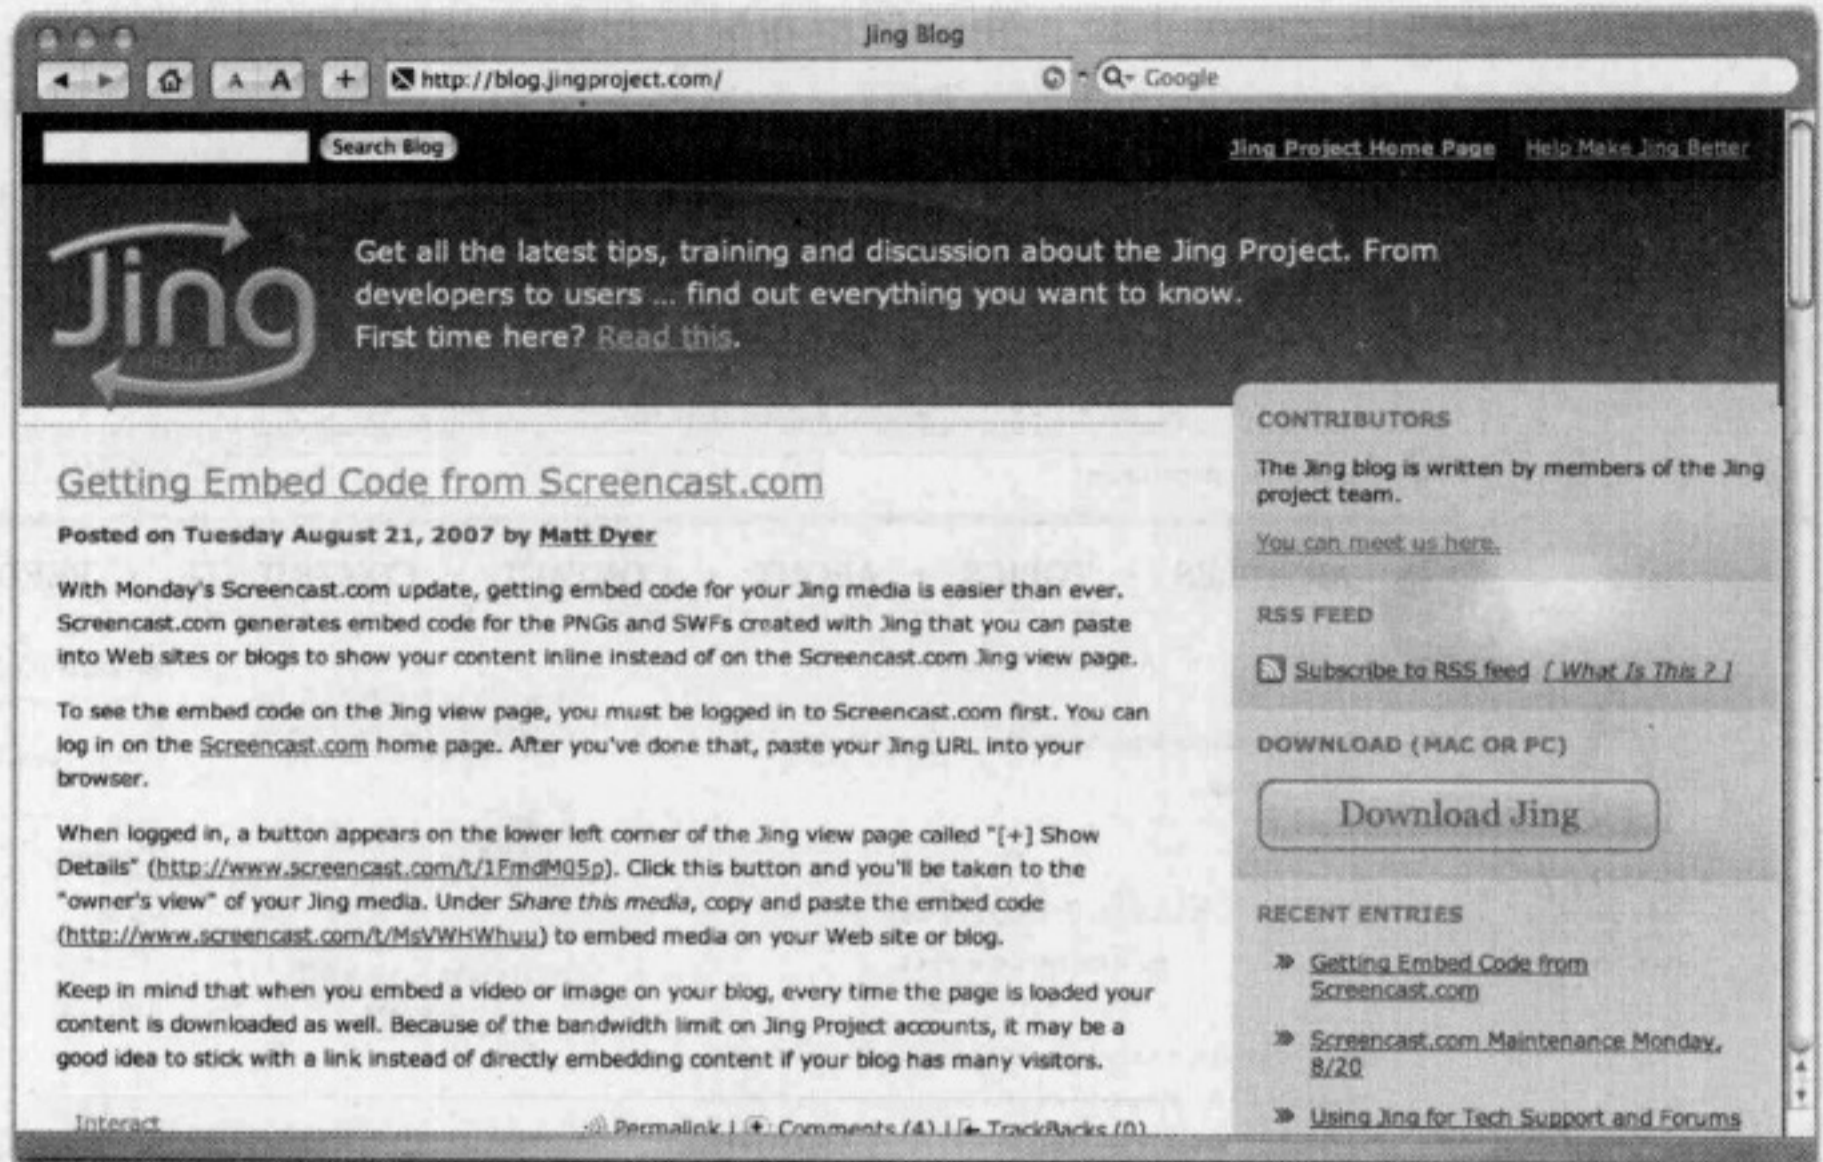 Jing Blog
A A + http://blog.jingproject.com/ Google
Search Blog
Jing Project Home Page Help Make Jing Better
Jing
Get all the latest tips, training and discussion about the Jing Project. From
developers to users ... find out everything you want to know.
First time here? Read this.
Getting Embed Code from Screencast.com
Posted on Tuesday August 21, 2007 by Matt Dyer
With Monday's Screencast.com update, getting embed code for your Jing media is easier than ever.
Screencast.com generates embed code for the PNGs and SWFs created with Jing that you can paste
into Web sites or blogs to show your content inline instead of on the Screencast.com Jing view page.
To see the embed code on the Jing view page, you must be logged in to Screencast.com first. You can
log in on the Screencast.com home page. After you've done that, paste your Jing URL into your
browser.
When logged in, a button appears on the lower left corner of the Jing view page called "[+] Show
Details" (http://www.screencast.com/t/1FmdM05p). Click this button and you'll be taken to the
"owner's view" of your Jing media. Under Share this media, copy and paste the embed code
(http://www.screencast.com/t/MsVWHWhuu) to embed media on your Web site or blog.
Keep in mind that when you embed a video or image on your blog, every time the page is loaded your
content is downloaded as well. Because of the bandwidth limit on Jing Project accounts, it may be a
good idea to stick with a link instead of directly embedding content if your blog has many visitors.
Interact
Permalink | Comments (4) | TrackBacks (0)
CONTRIBUTORS
The Jing blog is written by members of the Jing
project team.
You can meet us here.
RSS FEED
Subscribe to RSS feed [ What Is This ? ]
DOWNLOAD (MAC OR PC)
Download Jing
RECENT ENTRIES
» Getting Embed Code from
Screencast.com
» Screencast.com Maintenance Monday,
8/20
» Using Jing for Tech Support and Forums